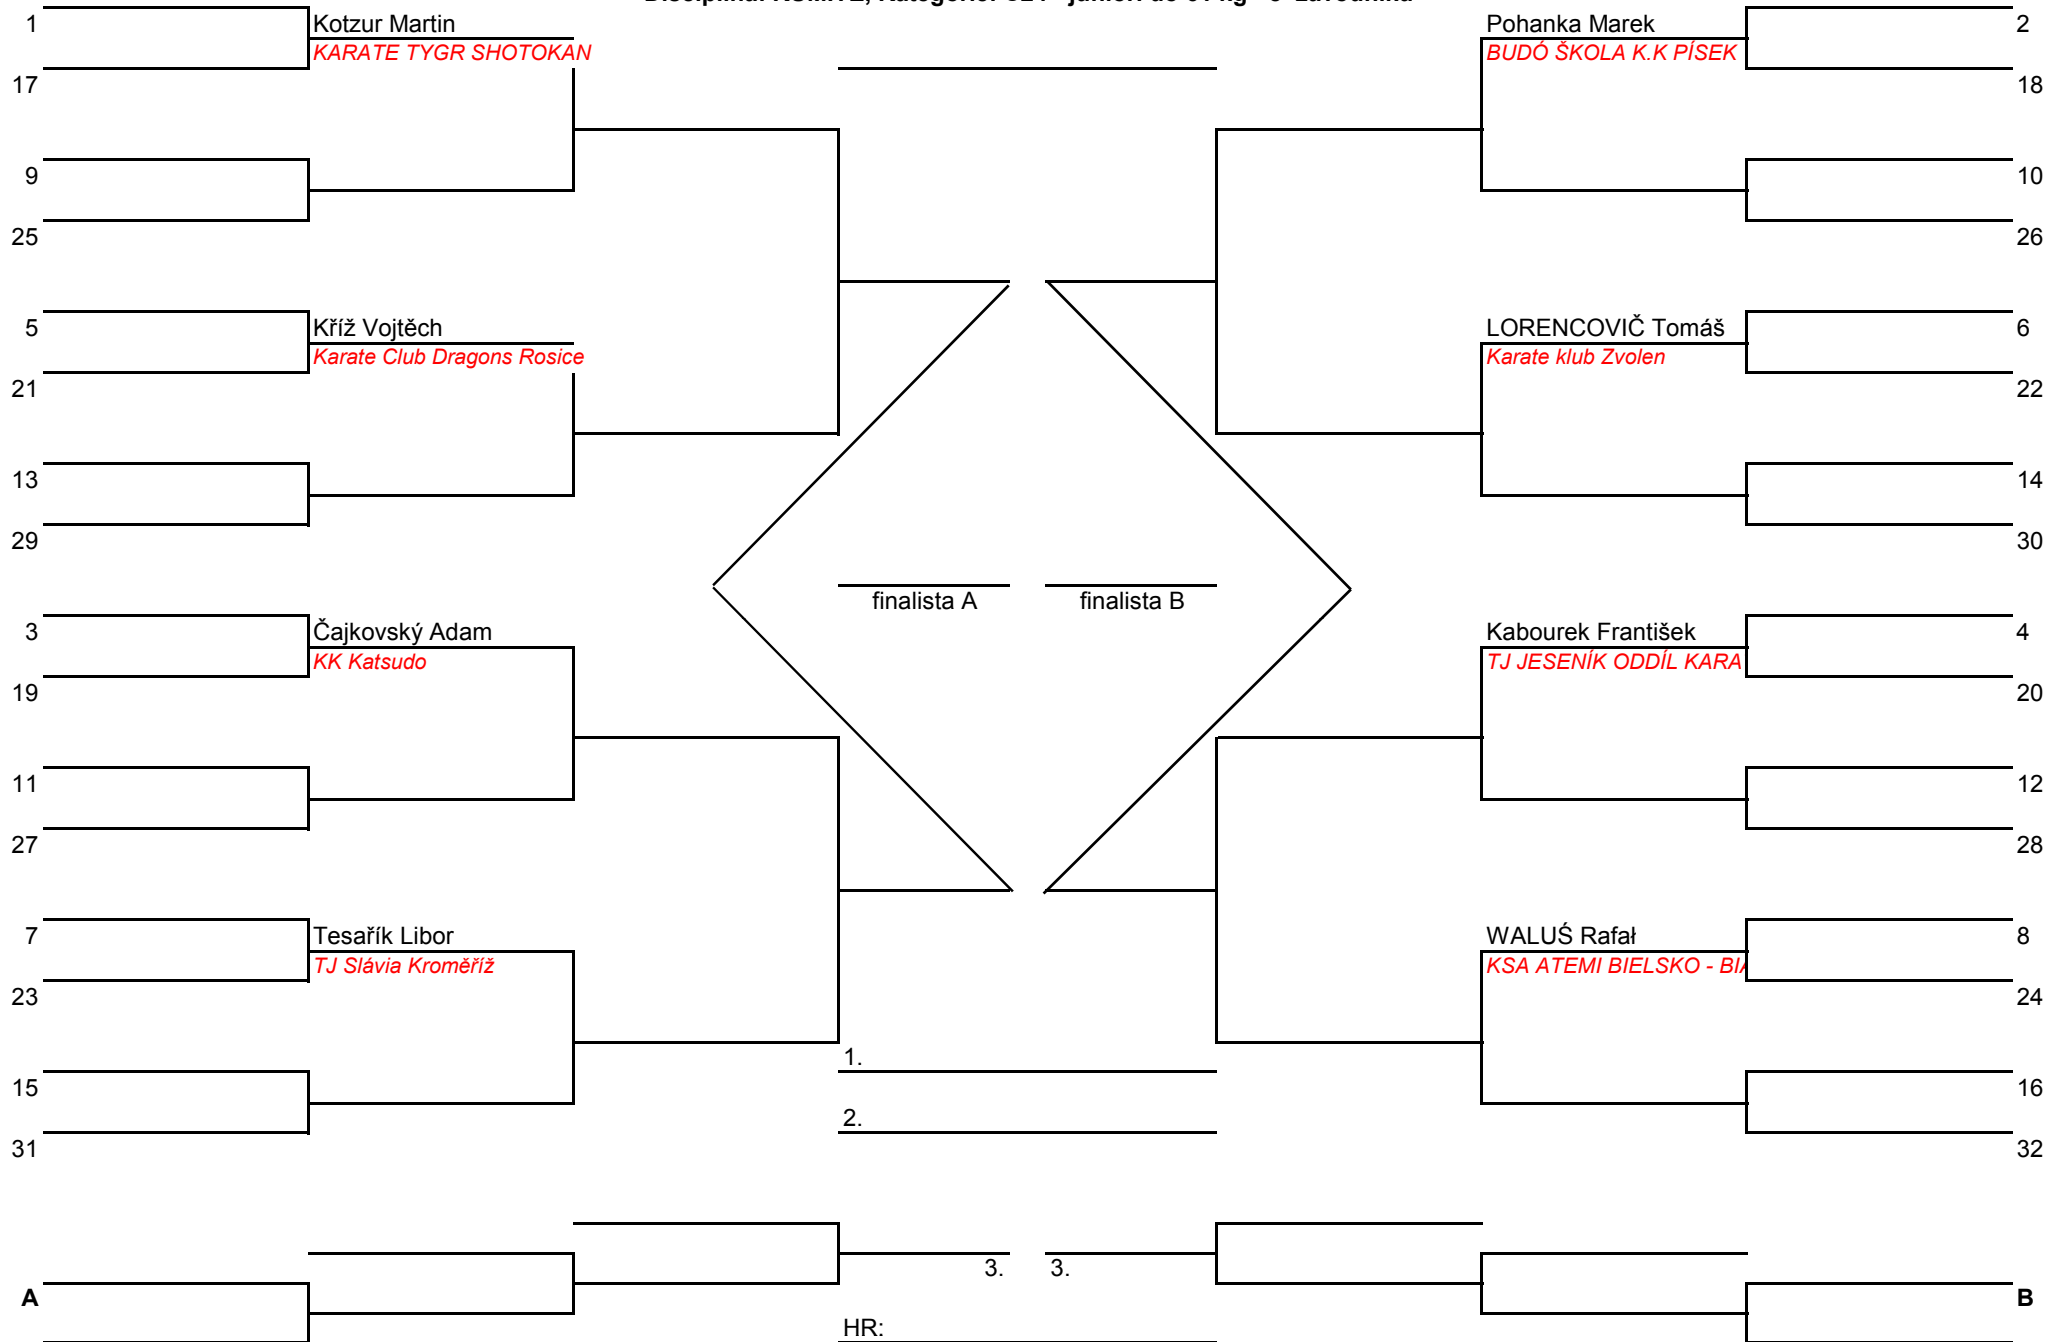 1
Kotzur Martin
KARATE TYGR SHOTOKAN
17
9
25
5
Kříž Vojtěch
Karate Club Dragons Rosice
21
13
29
3
Čajkovský Adam
KK Katsudo
19
11
27
7
Tesařík Libor
TJ Slávia Kroměříž
23
15
31
A
finalista A
finalista B
1.
2.
3.
3.
HR:
Pohanka Marek
2
BUDÓ ŠKOLA K.K PÍSEK
18
10
26
LORENCOVIČ Tomáš
6
Karate klub Zvolen
22
14
30
Kabourek František
4
TJ JESENÍK ODDÍL KARA
20
12
28
WALUŚ Rafał
8
KSA ATEMI BIELSKO - BIA
24
16
32
B